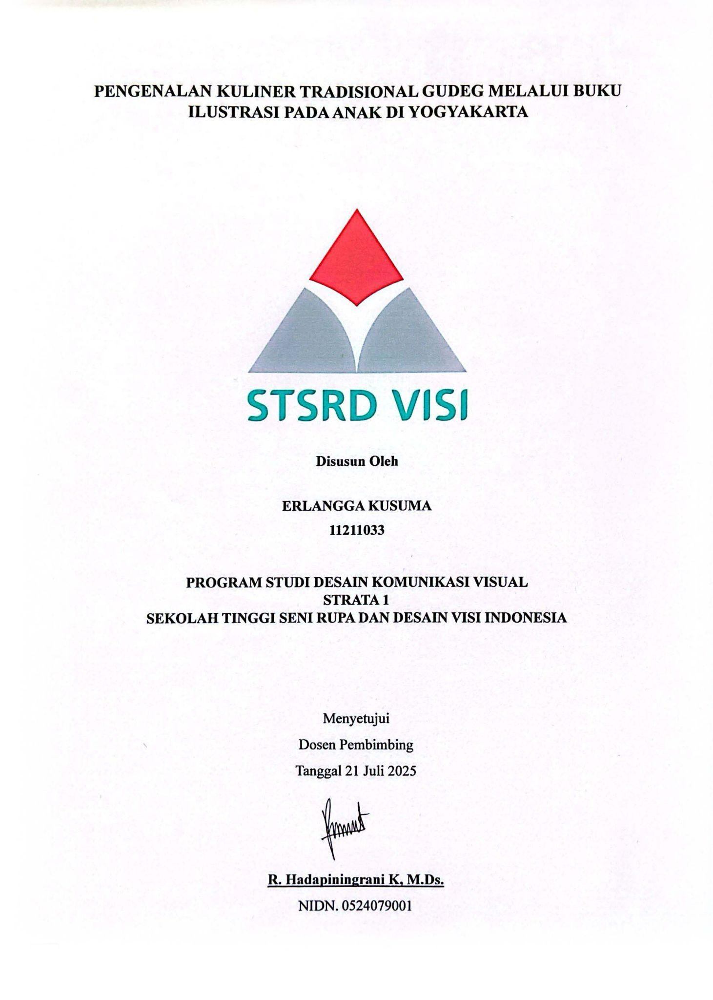 PENGENALAN KULINER TRADISIONAL GUDEG MELALUI BUKU
ILUSTRASI PADA ANAK DI YOGYAKARTA
STSRD VISI
Disusun Oleh
ERLANGGA KUSUMA
11211033
PROGRAM STUDI DESAIN KOMUNIKASI VISUAL
STRATA 1
SEKOLAH TINGGI SENI RUPA DAN DESAIN VISI INDONESIA
Menyetujui
Dosen Pembimbing
Tanggal 21 Juli 2025
R. Hadapiningrani K, M.Ds.
NIDN. 0524079001